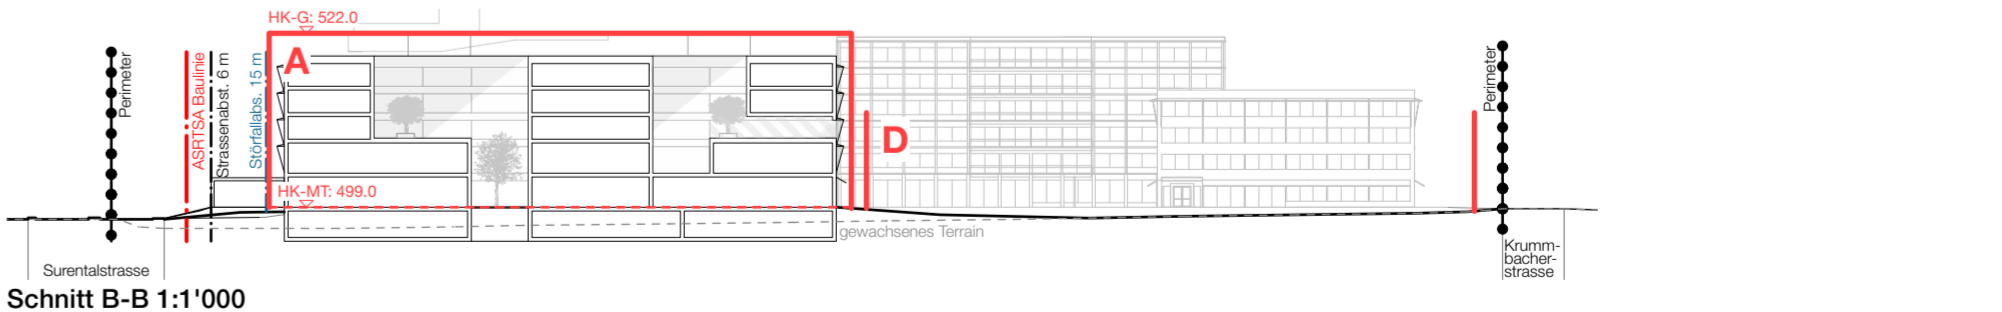 HK-G: 522.0
A
Perimeter
ASRTSA Baulinie
Strassenabst. 6 m
Störfallabs. 15 m
D
Perimeter
HK-MT: 499.0
gewachsenes Terrain
Surentalstrasse
Krumm-
bacher-
strasse
Schnitt B-B 1:1'000